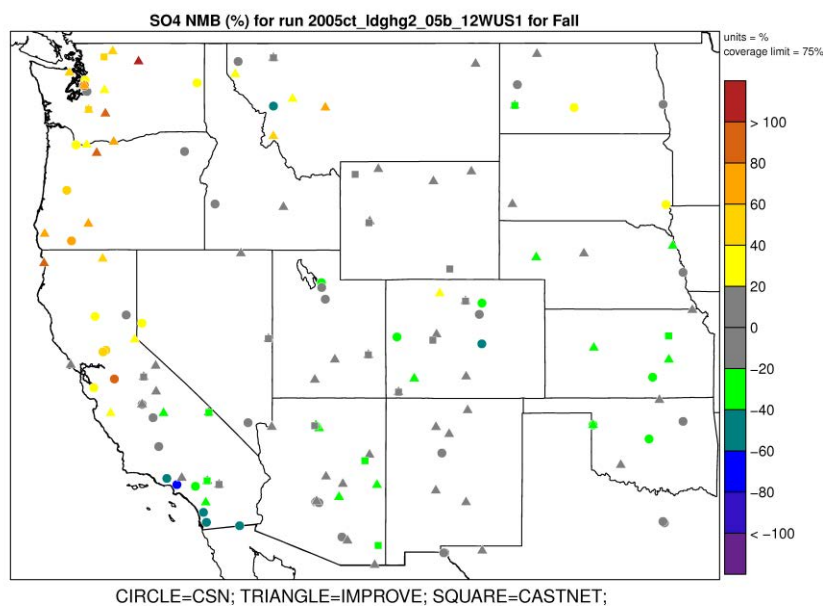 SO4 NMB (%) for run 2005ct_ldghg2_05b_12WUS1 for Fall
units = %
coverage limit = 75%
> 100
80
60
40
20
0
−20
−40
−60
−80
< −100
CIRCLE=CSN; TRIANGLE=IMPROVE; SQUARE=CASTNET;